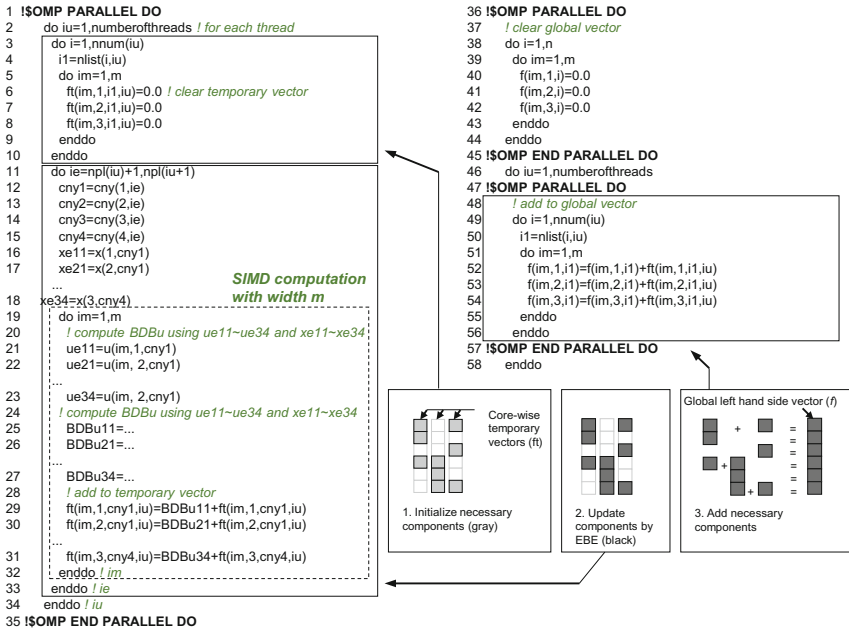 1 !$OMP PARALLEL DO
2 do iu=1,numberofthreads ! for each thread
3 do i=1,nnum(iu)
4 i1=nlist(i,iu)
5 do im=1,m
6 ft(im,1,i1,iu)=0.0 ! clear temporary vector
7 ft(im,2,i1,iu)=0.0
8 ft(im,3,i1,iu)=0.0
9 enddo
10 enddo
11 do ie=npl(iu)+1,npl(iu+1)
12 cny1=cny(1,ie)
13 cny2=cny(2,ie)
14 cny3=cny(3,ie)
15 cny4=cny(4,ie)
16 xe11=x(1,cny1)
17 xe21=x(2,cny1)
...
18 xe34=x(3,cny4)
SIMD computation
with width m
19 do im=1,m
20 ! compute BDBu using ue11~ue34 and xe11~xe34
21 ue11=u(im,1,cny1)
22 ue21=u(im, 2,cny1)
...
23 ue34=u(im, 2,cny1)
24 ! compute BDBu using ue11~ue34 and xe11~xe34
25 BDBu11=...
26 BDBu21=...
...
27 BDBu34=...
28 ! add to temporary vector
29 ft(im,1,cny1,iu)=BDBu11+ft(im,1,cny1,iu)
30 ft(im,2,cny1,iu)=BDBu21+ft(im,2,cny1,iu)
...
31 ft(im,3,cny4,iu)=BDBu34+ft(im,3,cny4,iu)
32 enddo ! im
33 enddo ! ie
34 enddo ! iu
35 !$OMP END PARALLEL DO
36 !$OMP PARALLEL DO
37 ! clear global vector
38 do i=1,n
39 do im=1,m
40 f(im,1,i)=0.0
41 f(im,2,i)=0.0
42 f(im,3,i)=0.0
43 enddo
44 enddo
45 !$OMP END PARALLEL DO
46 do iu=1,numberofthreads
47 !$OMP PARALLEL DO
48 ! add to global vector
49 do i=1,nnum(iu)
50 i1=nlist(i,iu)
51 do im=1,m
52 f(im,1,i1)=f(im,1,i1)+ft(im,1,i1,iu)
53 f(im,2,i1)=f(im,2,i1)+ft(im,2,i1,iu)
54 f(im,3,i1)=f(im,3,i1)+ft(im,3,i1,iu)
55 enddo
56 enddo
57 !$OMP END PARALLEL DO
58 enddo
Core-wise
temporary
vectors (ft)
1. Initialize necessary
components (gray)
2. Update
components by
EBE (black)
Global left hand side vector (f)
+ =
=
=
+ =
=
=
+ =
3. Add necessary
components